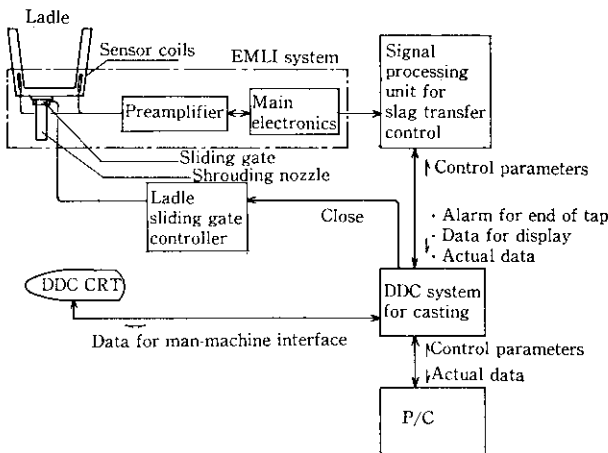 Ladle
Sensor coils
EMLI system
Preamplifier
Main
electronics
Signal
processing
unit for
slag transfer
control
Sliding gate
Shrouding nozzle
Ladle
sliding gate
controller
Close
Control parameters
· Alarm for end of tap
· Data for display
· Actual data
DDC CRT
DDC system
for casting
Data for man-machine interface
Control parameters
Actual data
P/C